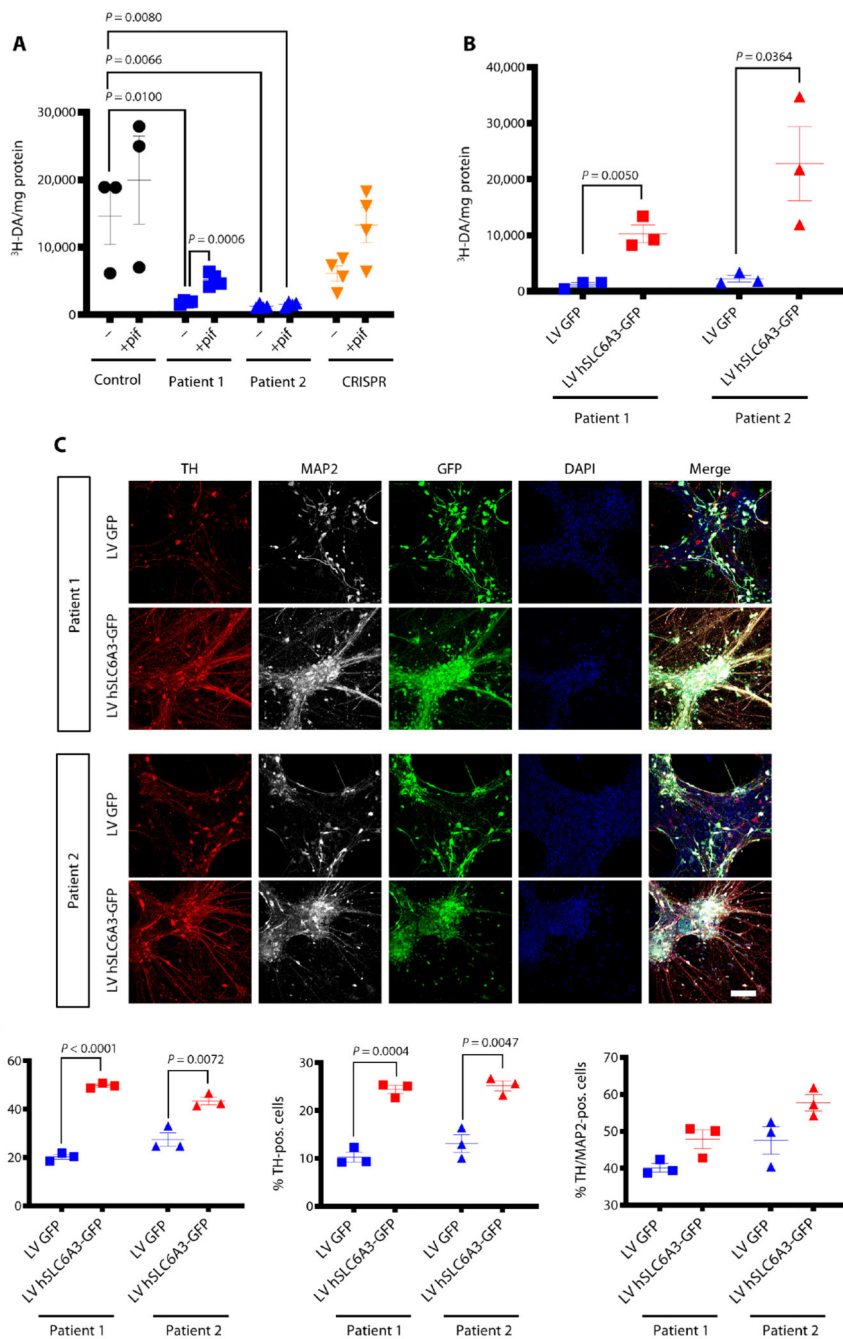 A
P = 0.0080
P = 0.0066
P = 0.0100
P = 0.0006
³H-DA/mg protein
30,000
20,000
10,000
0
– +pif – +pif – +pif – +pif
Control Patient 1 Patient 2 CRISPR
B
P = 0.0364
P = 0.0050
³H-DA/mg protein
40,000
30,000
20,000
10,000
0
LV GFP LV hSLC6A3-GFP LV GFP LV hSLC6A3-GFP
Patient 1 Patient 2
C
TH MAP2 GFP DAPI Merge
Patient 1
LV GFP
LV hSLC6A3-GFP
Patient 2
LV GFP
LV hSLC6A3-GFP
P < 0.0001
P = 0.0072
60
40
20
0
LV GFP LV hSLC6A3-GFP LV GFP LV hSLC6A3-GFP
Patient 1 Patient 2
P = 0.0004
P = 0.0047
% TH-pos. cells
30
20
10
0
LV GFP LV hSLC6A3-GFP LV GFP LV hSLC6A3-GFP
Patient 1 Patient 2
% TH/MAP2-pos. cells
70
60
50
40
30
LV GFP LV hSLC6A3-GFP LV GFP LV hSLC6A3-GFP
Patient 1 Patient 2